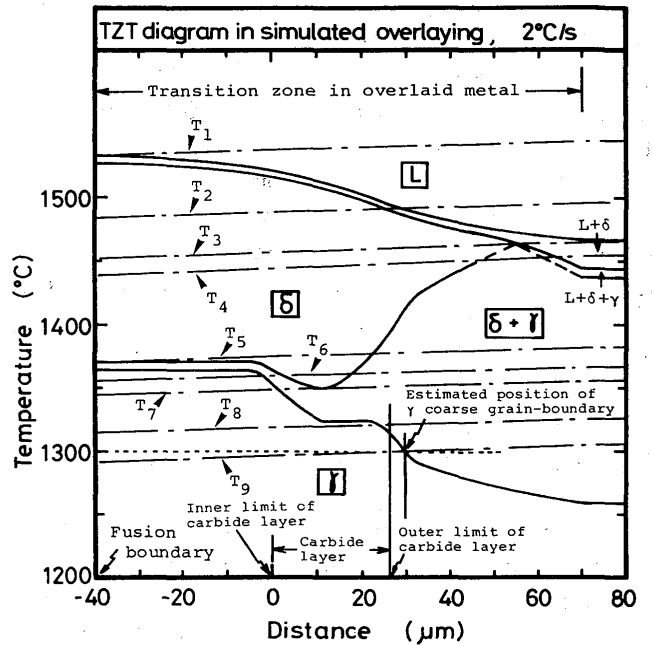 TZT diagram in simulated overlaying, 2°C/s
Transition zone in overlaid metal
T1
L
T2
1500
T3
L+δ
T4
δ
L+δ+γ
δ + γ
1400
T5
T6
Estimated position of
γ coarse grain-boundary
T7
T8
1300
T9
γ
Inner limit of
carbide layer
Fusion
boundary
Carbide
layer
Outer limit of
carbide layer
1200
-40 -20 0 20 40 60 80
Distance (μm)
Temperature (°C)